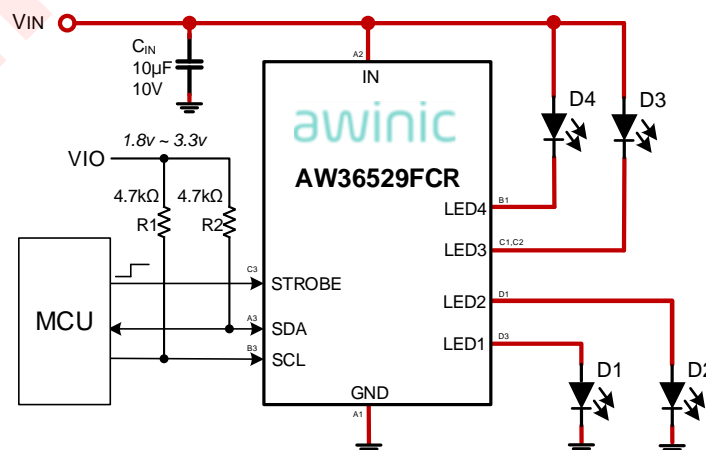 VIN
CIN
10µF
10V
A2
IN
awinic
AW36529FCR
D4
D3
1.8v ~ 3.3v
VIO
4.7kΩ
R1
4.7kΩ
R2
LED4
B1
LED3
C1,C2
LED2
D1
LED1
D3
MCU
C3
STROBE
A3
SDA
B3
SCL
GND
A1
D1
D2